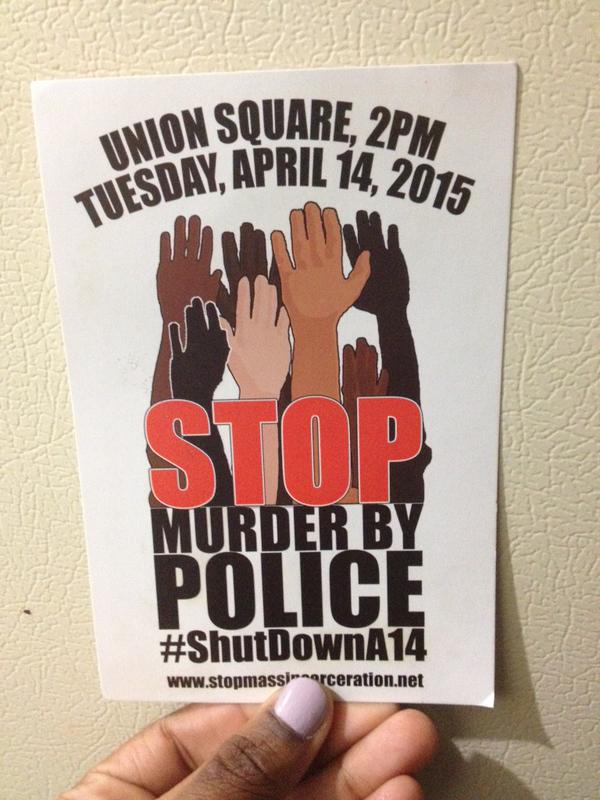 UNION SQUARE, 2PM
TUESDAY, APRIL 14, 2015
STOP
MURDER BY
POLICE
#ShutDownA14
www.stopmassincarceration.net